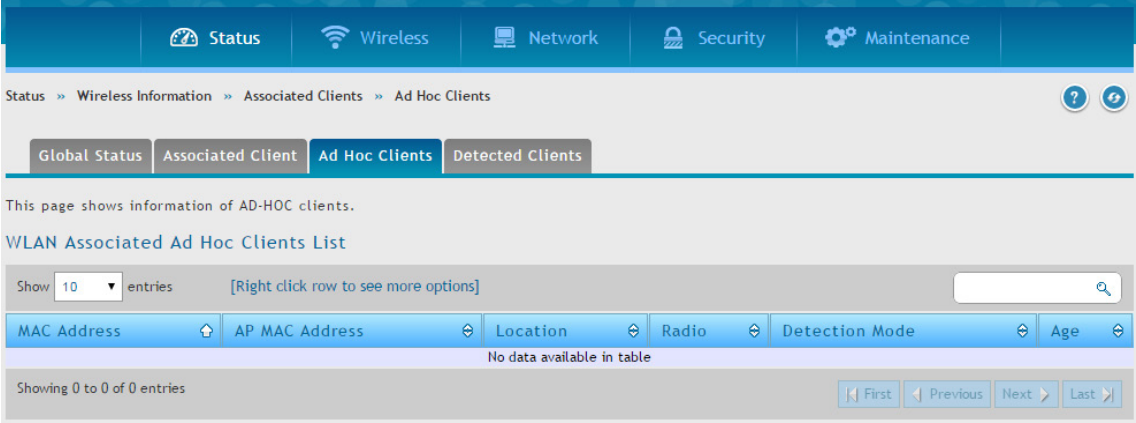 Status Wireless Network Security Maintenance
Status » Wireless Information » Associated Clients » Ad Hoc Clients
?
Global Status Associated Client Ad Hoc Clients Detected Clients
This page shows information of AD-HOC clients.
WLAN Associated Ad Hoc Clients List
Show 10 entries [Right click row to see more options]
MAC Address AP MAC Address Location Radio Detection Mode Age
No data available in table
Showing 0 to 0 of 0 entries First Previous Next Last